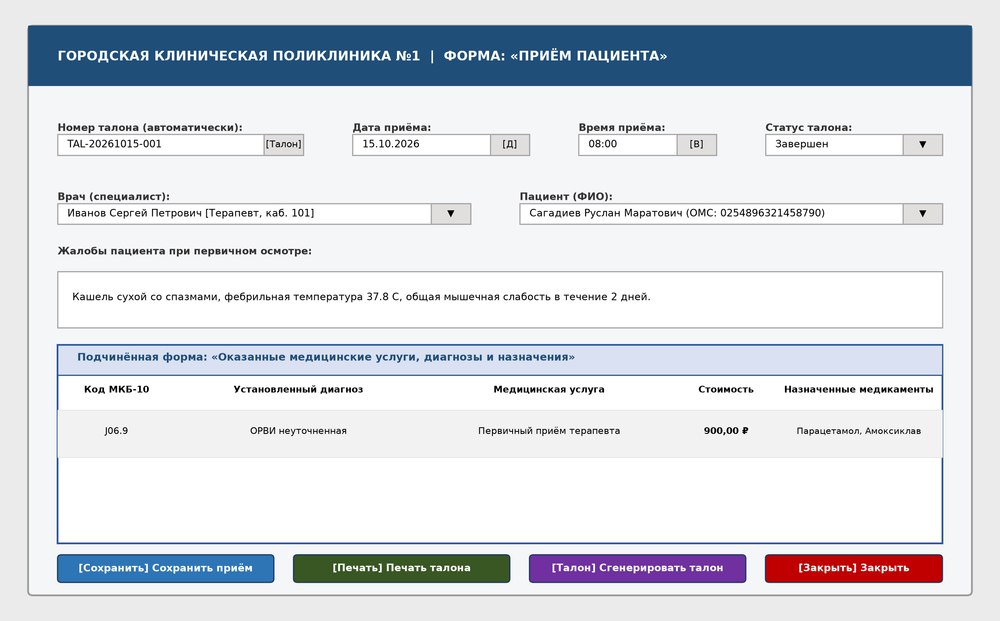 ГОРОДСКАЯ КЛИНИЧЕСКАЯ ПОЛИКЛИНИКА №1 | ФОРМА: «ПРИЁМ ПАЦИЕНТА»
Номер талона (автоматически): Дата приёма: Время приёма: Статус талона:
TAL-20261015-001 [Талон] 15.10.2026 [Д] 08:00 [В] Завершен ▼
Врач (специалист): Пациент (ФИО):
Иванов Сергей Петрович [Терапевт, каб. 101] ▼ Сагадиев Руслан Маратович (ОМС: 0254896321458790) ▼
Жалобы пациента при первичном осмотре:
Кашель сухой со спазмами, фебрильная температура 37.8 С, общая мышечная слабость в течение 2 дней.
Подчинённая форма: «Оказанные медицинские услуги, диагнозы и назначения»
Код МКБ-10 Установленный диагноз Медицинская услуга Стоимость Назначенные медикаменты
J06.9 ОРВИ неуточненная Первичный приём терапевта 900,00 ₽ Парацетамол, Амоксиклав
[Сохранить] Сохранить приём [Печать] Печать талона [Талон] Сгенерировать талон [Закрыть] Закрыть